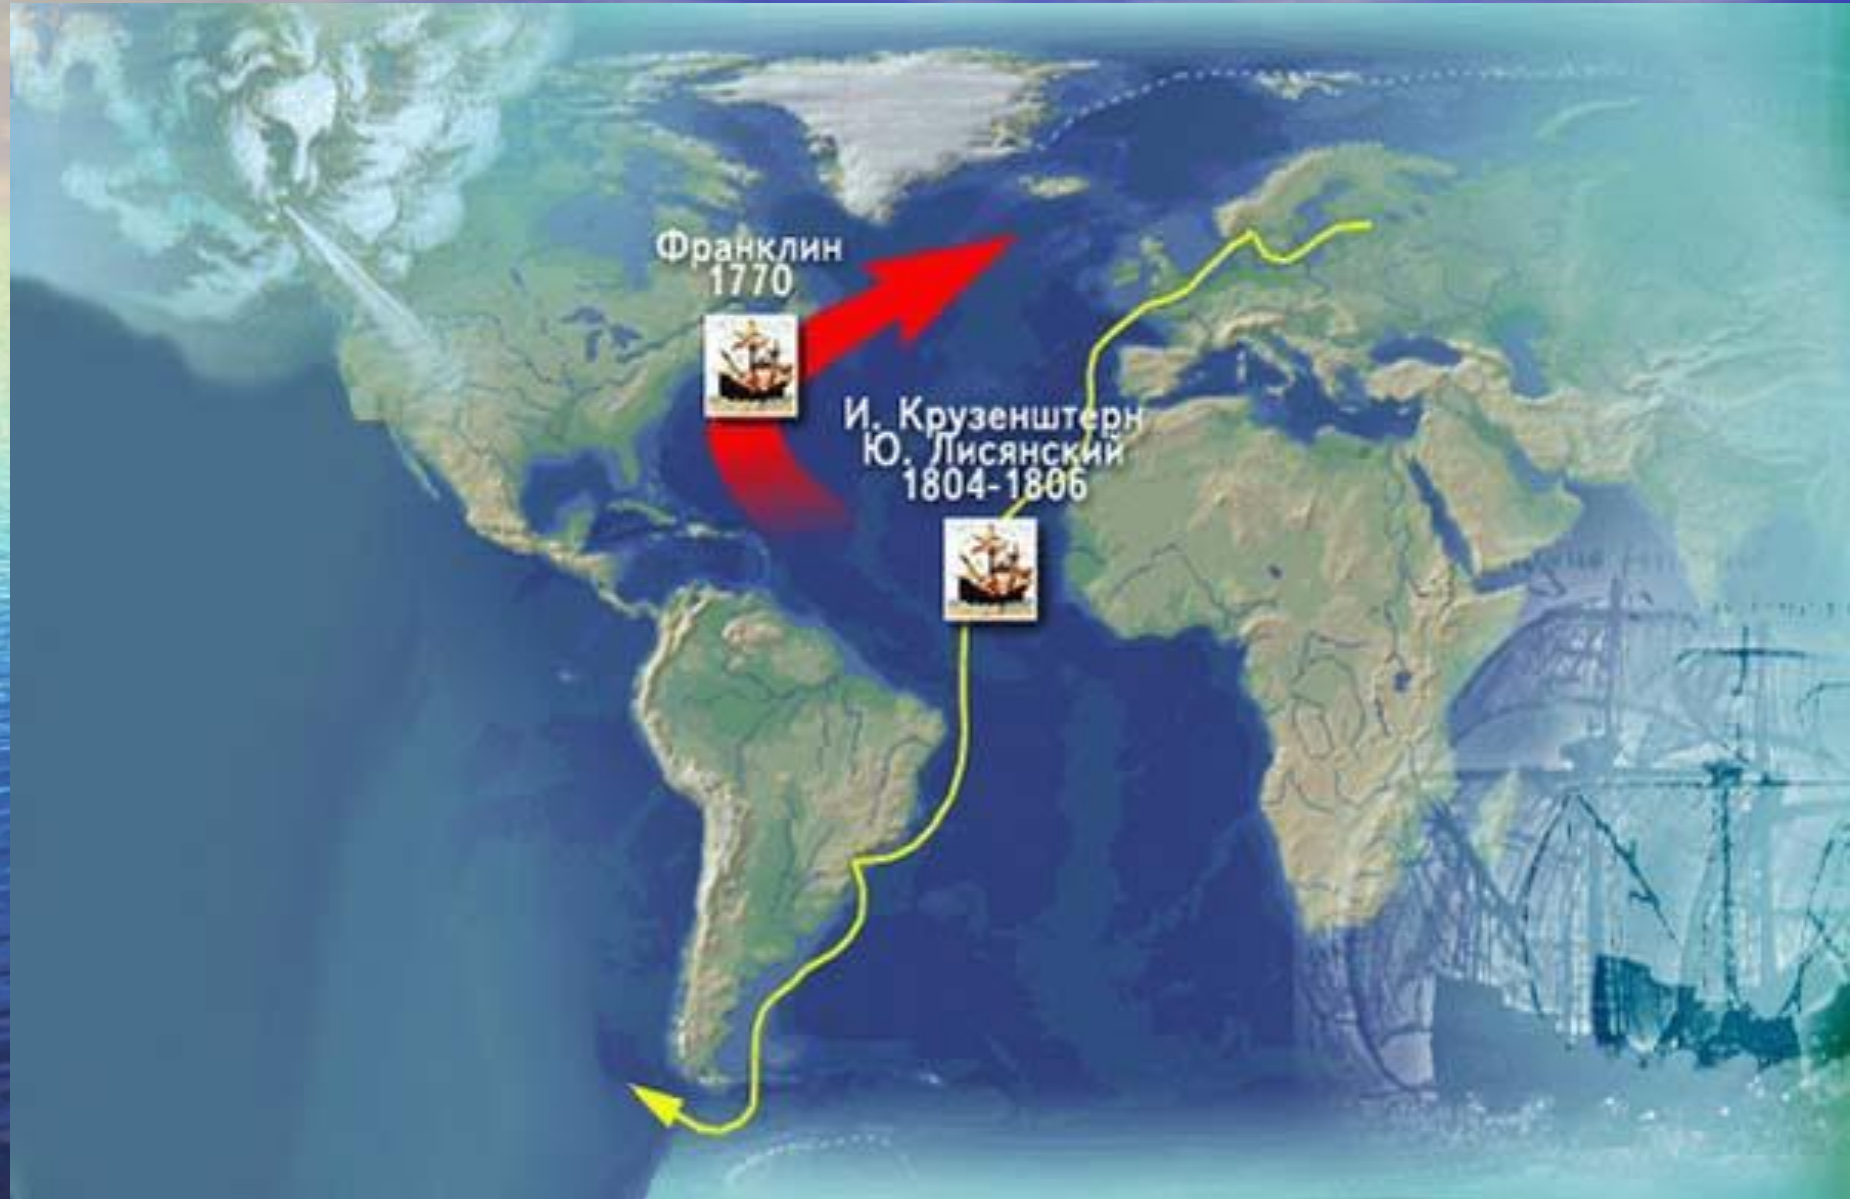 Франклин
1770
И. Крузенштерн
Ю. Лисянский
1804-1806